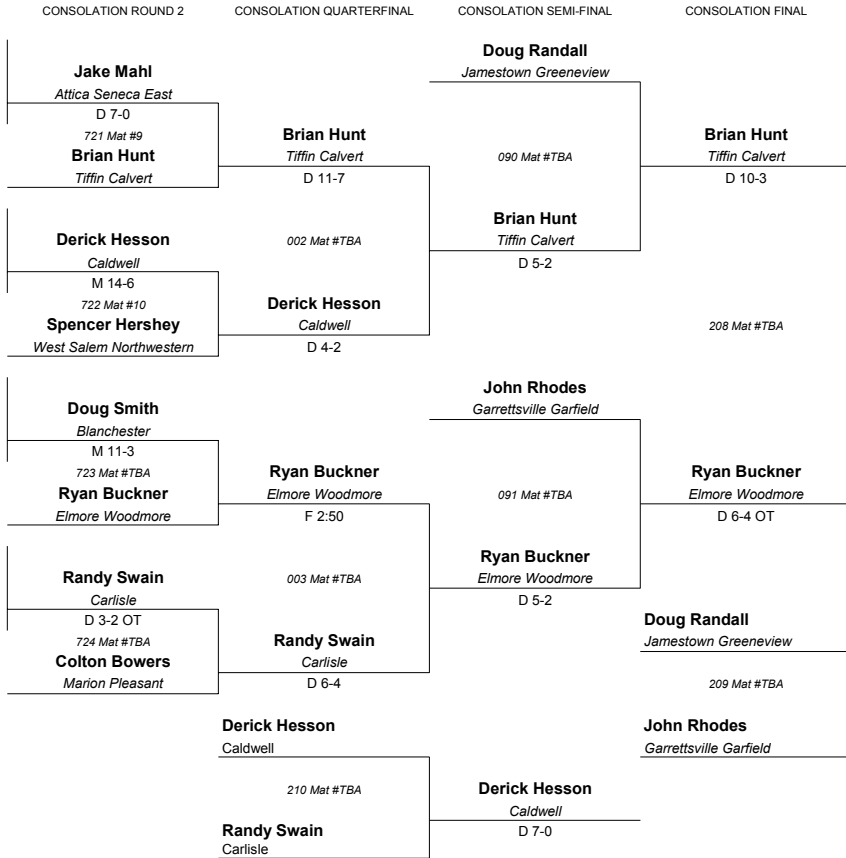 CONSOLATION ROUND 2
CONSOLATION QUARTERFINAL
CONSOLATION SEMI-FINAL
CONSOLATION FINAL
Jake Mahl
Attica Seneca East
D 7-0
721 Mat #9
Brian Hunt
Tiffin Calvert
Derick Hesson
Caldwell
M 14-6
722 Mat #10
Spencer Hershey
West Salem Northwestern
Doug Smith
Blanchester
M 11-3
723 Mat #TBA
Ryan Buckner
Elmore Woodmore
Randy Swain
Carlisle
D 3-2 OT
724 Mat #TBA
Colton Bowers
Marion Pleasant
Brian Hunt
Tiffin Calvert
D 11-7
002 Mat #TBA
Derick Hesson
Caldwell
D 4-2
Ryan Buckner
Elmore Woodmore
F 2:50
003 Mat #TBA
Randy Swain
Carlisle
D 6-4
Derick Hesson
Caldwell
210 Mat #TBA
Randy Swain
Carlisle
Doug Randall
Jamestown Greeneview
090 Mat #TBA
Brian Hunt
Tiffin Calvert
D 5-2
John Rhodes
Garrettsville Garfield
091 Mat #TBA
Ryan Buckner
Elmore Woodmore
D 5-2
Derick Hesson
Caldwell
D 7-0
Brian Hunt
Tiffin Calvert
D 10-3
208 Mat #TBA
Ryan Buckner
Elmore Woodmore
D 6-4 OT
Doug Randall
Jamestown Greeneview
209 Mat #TBA
John Rhodes
Garrettsville Garfield